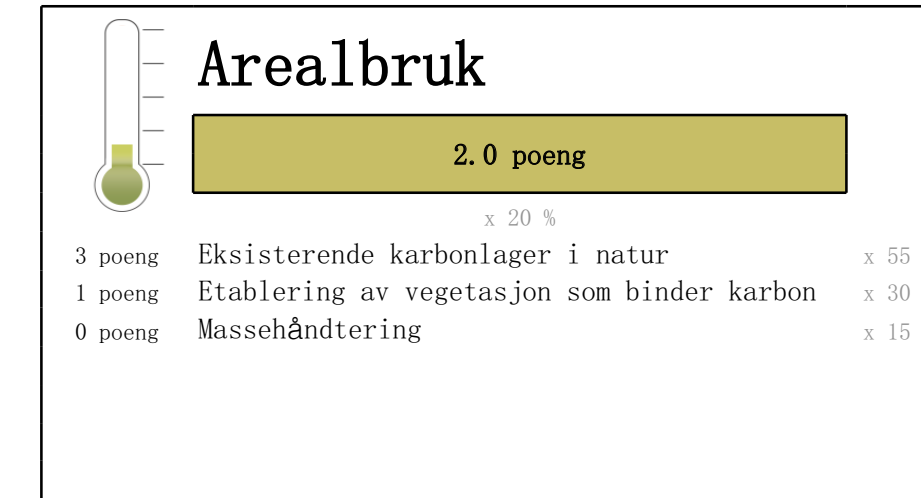 Arealbruk
2.0 poeng
x 20 %
3 poeng Eksisterende karbonlager i natur x 55
1 poeng Etablering av vegetasjon som binder karbon x 30
0 poeng Massehåndtering x 15